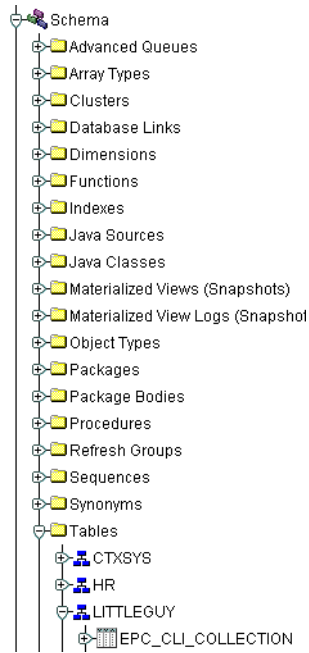 Schema
Advanced Queues
Array Types
Clusters
Database Links
Dimensions
Functions
Indexes
Java Sources
Java Classes
Materialized Views (Snapshots)
Materialized View Logs (Snapshot
Object Types
Packages
Package Bodies
Procedures
Refresh Groups
Sequences
Synonyms
Tables
CTXSYS
HR
LITTLEGUY
EPC_CLI_COLLECTION